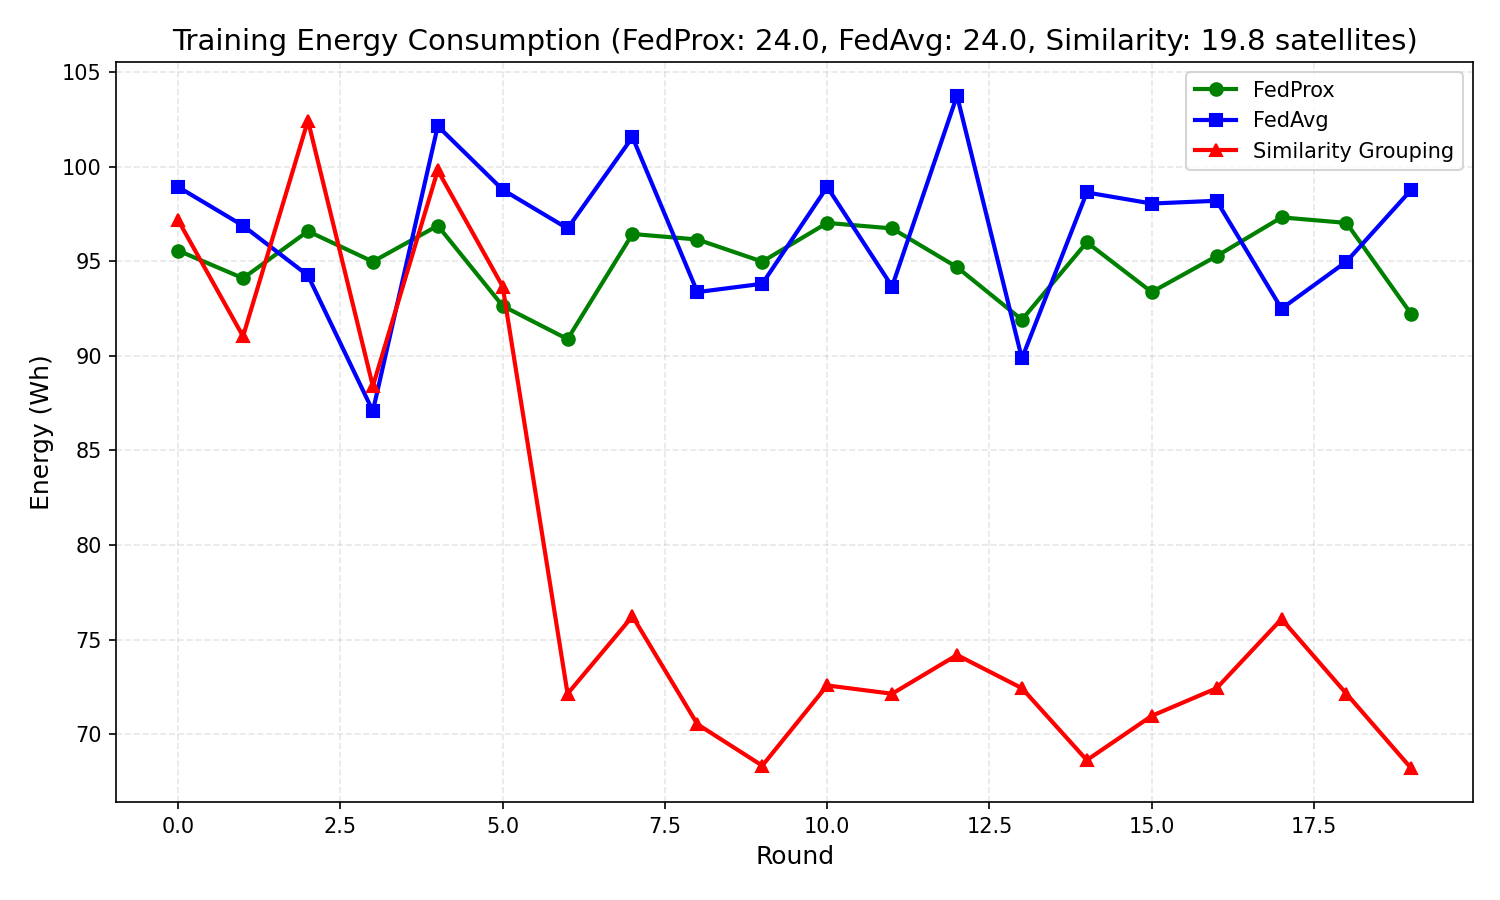 Training Energy Consumption (FedProx: 24.0, FedAvg: 24.0, Similarity: 19.8 satellites)
FedProx
FedAvg
Similarity Grouping
Energy (Wh)
105
100
95
90
85
80
75
70
0.0 2.5 5.0 7.5 10.0 12.5 15.0 17.5
Round